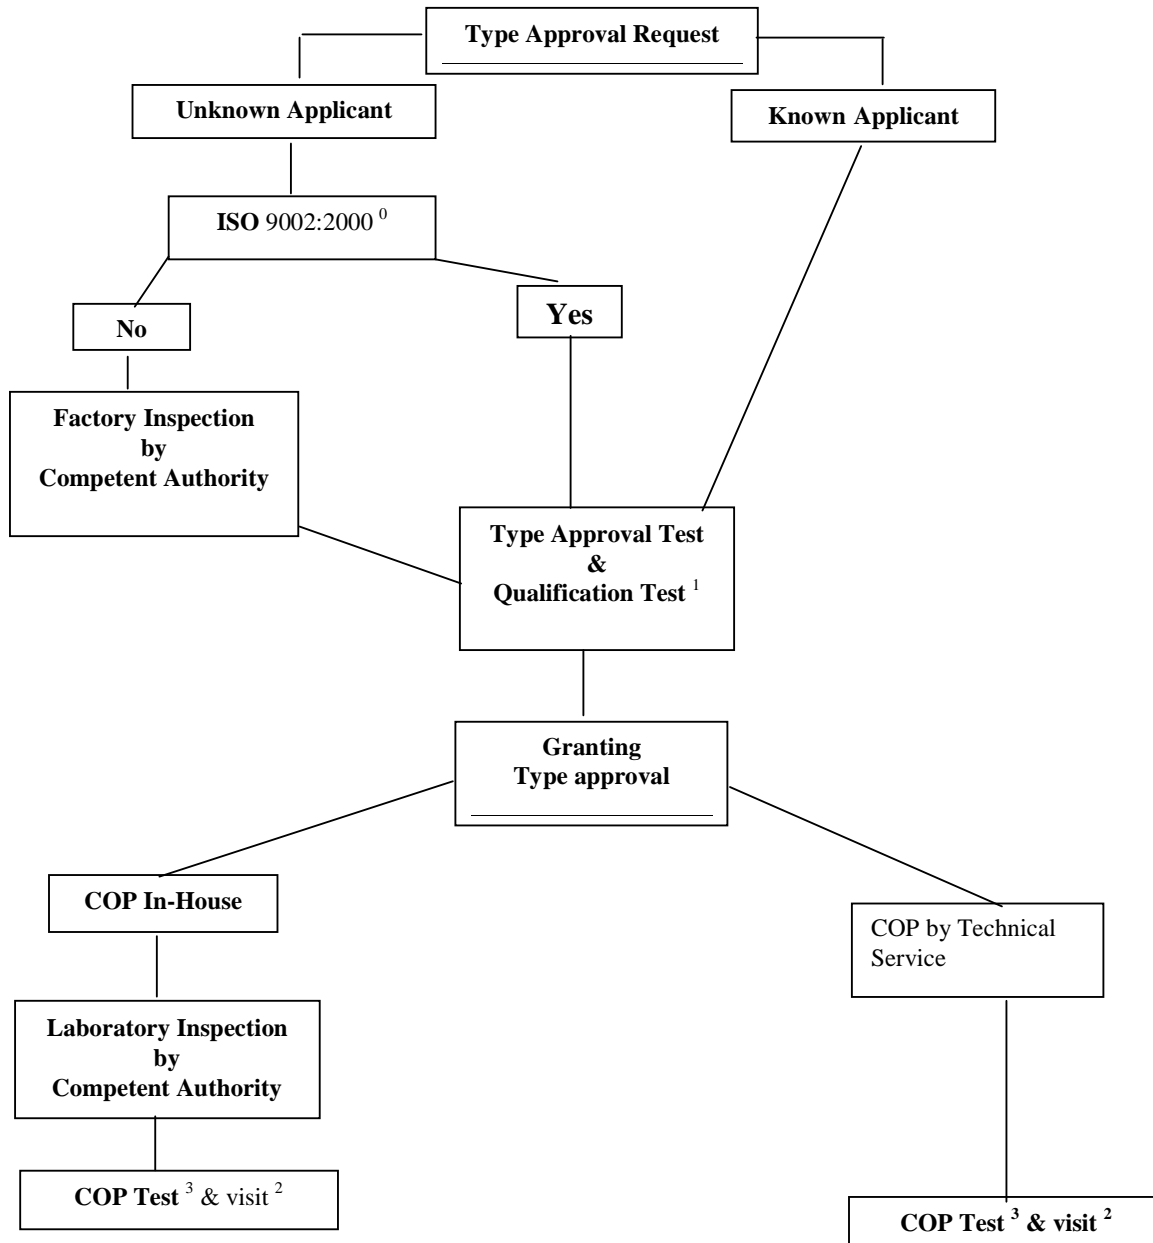 Type Approval Request
Unknown Applicant
Known Applicant
ISO 9002:2000 ⁰
Yes
No
Factory Inspection
by
Competent Authority
Type Approval Test
&
Qualification Test ¹
Granting
Type approval
COP In-House
COP by Technical
Service
Laboratory Inspection
by
Competent Authority
COP Test ³ & visit ²
COP Test ³ & visit ²